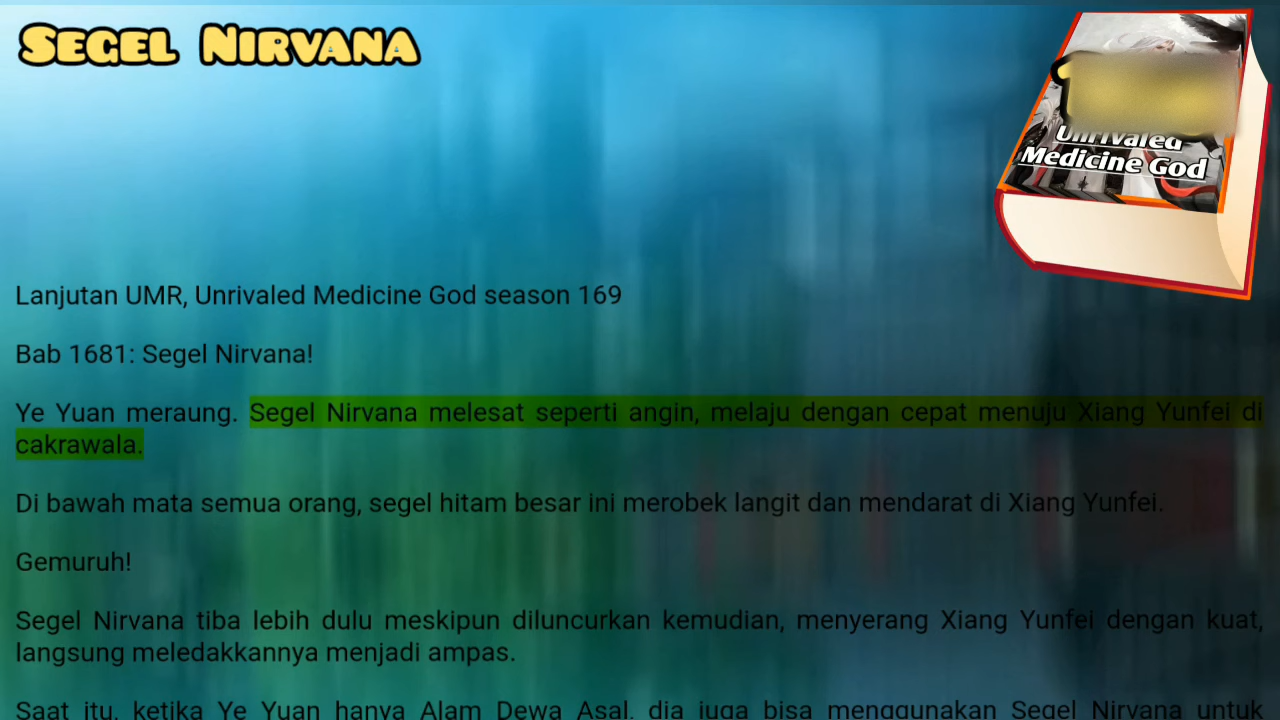 SEGEL NIRVANA
Unrivaled
Medicine God
Lanjutan UMR, Unrivaled Medicine God season 169
Bab 1681: Segel Nirvana!
Ye Yuan meraung. Segel Nirvana melesat seperti angin, melaju dengan cepat menuju Xiang Yunfei di
cakrawala.
Di bawah mata semua orang, segel hitam besar ini merobek langit dan mendarat di Xiang Yunfei.
Gemuruh!
Segel Nirvana tiba lebih dulu meskipun diluncurkan kemudian, menyerang Xiang Yunfei dengan kuat,
langsung meledakkannya menjadi ampas.
Saat itu, ketika Ye Yuan hanya Alam Dewa Asal, dia juga bisa menggunakan Segel Nirvana untuk